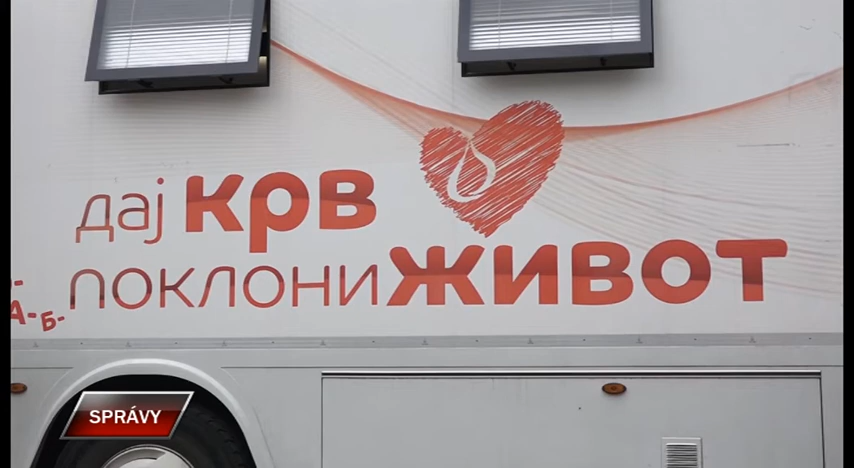 дај крв
поклони живот
А-
Б-
SPRÁVY